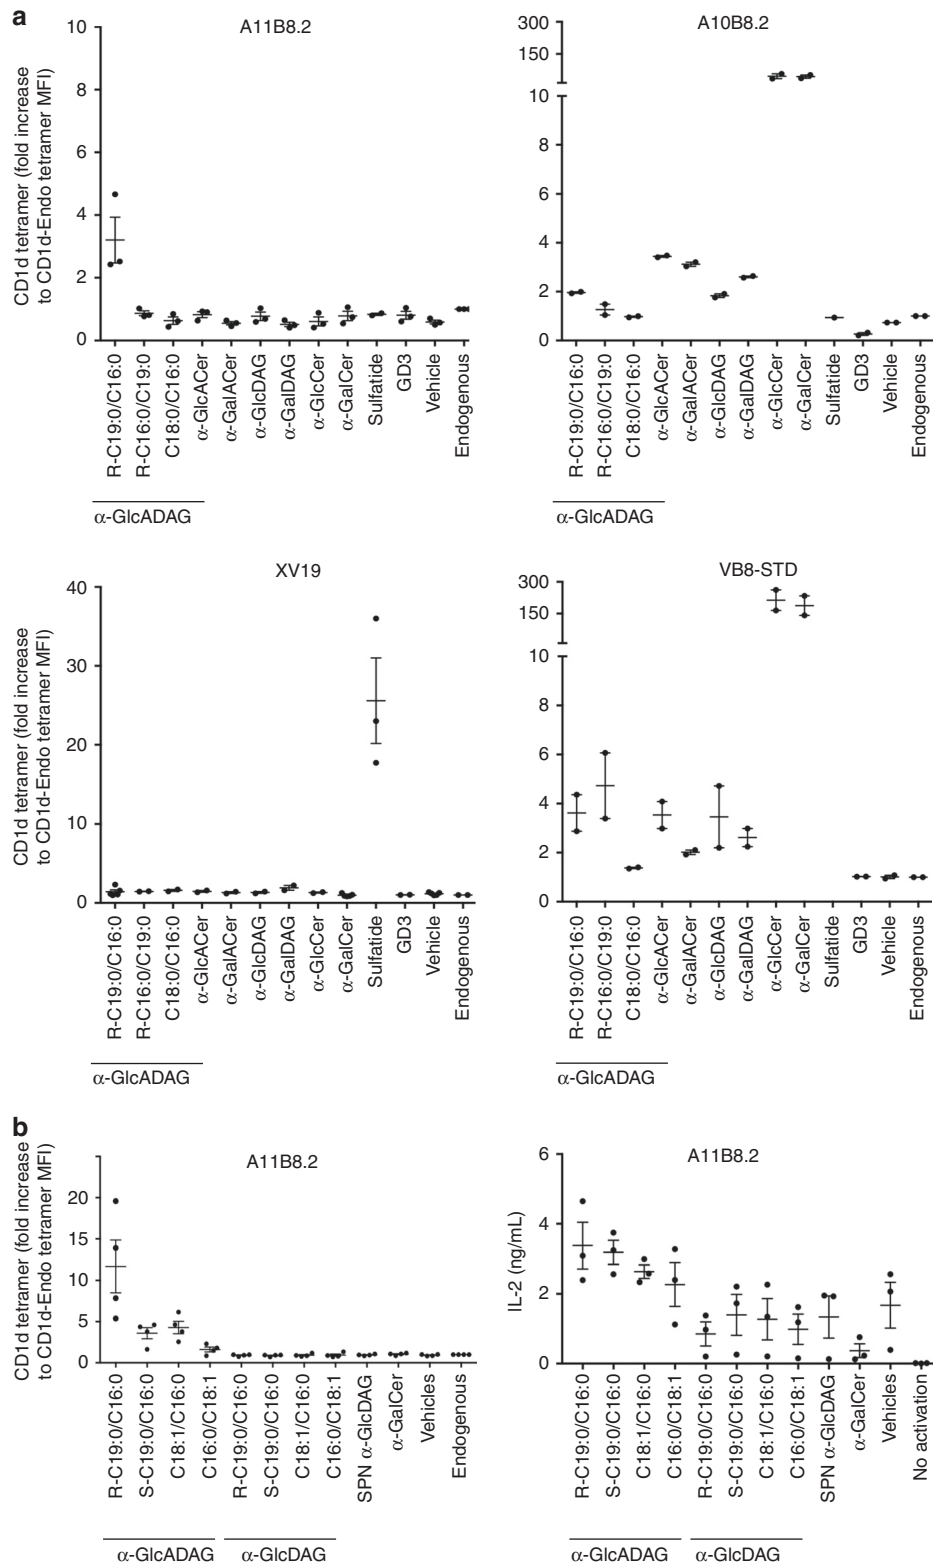 a
A11B8.2
CD1d tetramer (fold increase
to CD1d-Endo tetramer MFI)
10
8
6
4
2
0
R-C19:0/C16:0
R-C16:0/C19:0
C18:0/C16:0
α-GlcACer
α-GalACer
α-GlcDAG
α-GalDAG
α-GlcCer
α-GalCer
Sulfatide
GD3
Vehicle
Endogenous
α-GlcADAG
A10B8.2
300
150
10
8
6
4
2
0
R-C19:0/C16:0
R-C16:0/C19:0
C18:0/C16:0
α-GlcACer
α-GalACer
α-GlcDAG
α-GalDAG
α-GlcCer
α-GalCer
Sulfatide
GD3
Vehicle
Endogenous
α-GlcADAG
XV19
CD1d tetramer (fold increase
to CD1d-Endo tetramer MFI)
40
30
20
10
0
R-C19:0/C16:0
R-C16:0/C19:0
C18:0/C16:0
α-GlcACer
α-GalACer
α-GlcDAG
α-GalDAG
α-GlcCer
α-GalCer
Sulfatide
GD3
Vehicle
Endogenous
α-GlcADAG
VB8-STD
300
150
10
8
6
4
2
0
R-C19:0/C16:0
R-C16:0/C19:0
C18:0/C16:0
α-GlcACer
α-GalACer
α-GlcDAG
α-GalDAG
α-GlcCer
α-GalCer
Sulfatide
GD3
Vehicle
Endogenous
α-GlcADAG
b
A11B8.2
CD1d tetramer (fold increase
to CD1d-Endo tetramer MFI)
20
15
10
5
0
R-C19:0/C16:0
S-C19:0/C16:0
C18:1/C16:0
C16:0/C18:1
R-C19:0/C16:0
S-C19:0/C16:0
C18:1/C16:0
C16:0/C18:1
SPN α-GlcDAG
α-GalCer
Vehicles
Endogenous
α-GlcADAG
α-GlcDAG
A11B8.2
IL-2 (ng/mL)
6
4
2
0
R-C19:0/C16:0
S-C19:0/C16:0
C18:1/C16:0
C16:0/C18:1
R-C19:0/C16:0
S-C19:0/C16:0
C18:1/C16:0
C16:0/C18:1
SPN α-GlcDAG
α-GalCer
Vehicles
No activation
α-GlcADAG
α-GlcDAG